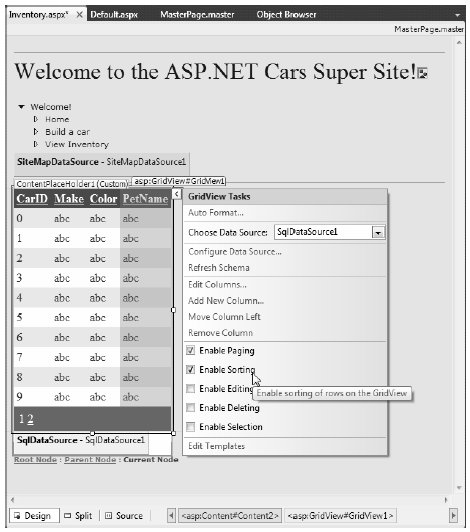 Inventory.aspx* × Default.aspx MasterPage.master Object Browser
MasterPage.master
Welcome to the ASP.NET Cars Super Site!
Welcome!
Home
Build a car
View Inventory
SiteMapDataSource - SiteMapDataSource1
ContentPlaceHolder1 (Custom) asp:GridView#GridView1
CarID Make Color PetName
0 abc abc abc
1 abc abc abc
2 abc abc abc
3 abc abc abc
4 abc abc abc
5 abc abc abc
6 abc abc abc
7 abc abc abc
8 abc abc abc
9 abc abc abc
1 2
SqlDataSource - SqlDataSource1
Root Node : Parent Node : Current Node
GridView Tasks
Auto Format...
Choose Data Source: SqlDataSource1
Configure Data Source...
Refresh Schema
Edit Columns...
Add New Column...
Move Column Left
Remove Column
Enable Paging
Enable Sorting
Enable Editing
Enable sorting of rows on the GridView
Enable Deleting
Enable Selection
Edit Templates
Design Split Source <asp:Content#Content2> <asp:GridView#GridView1>